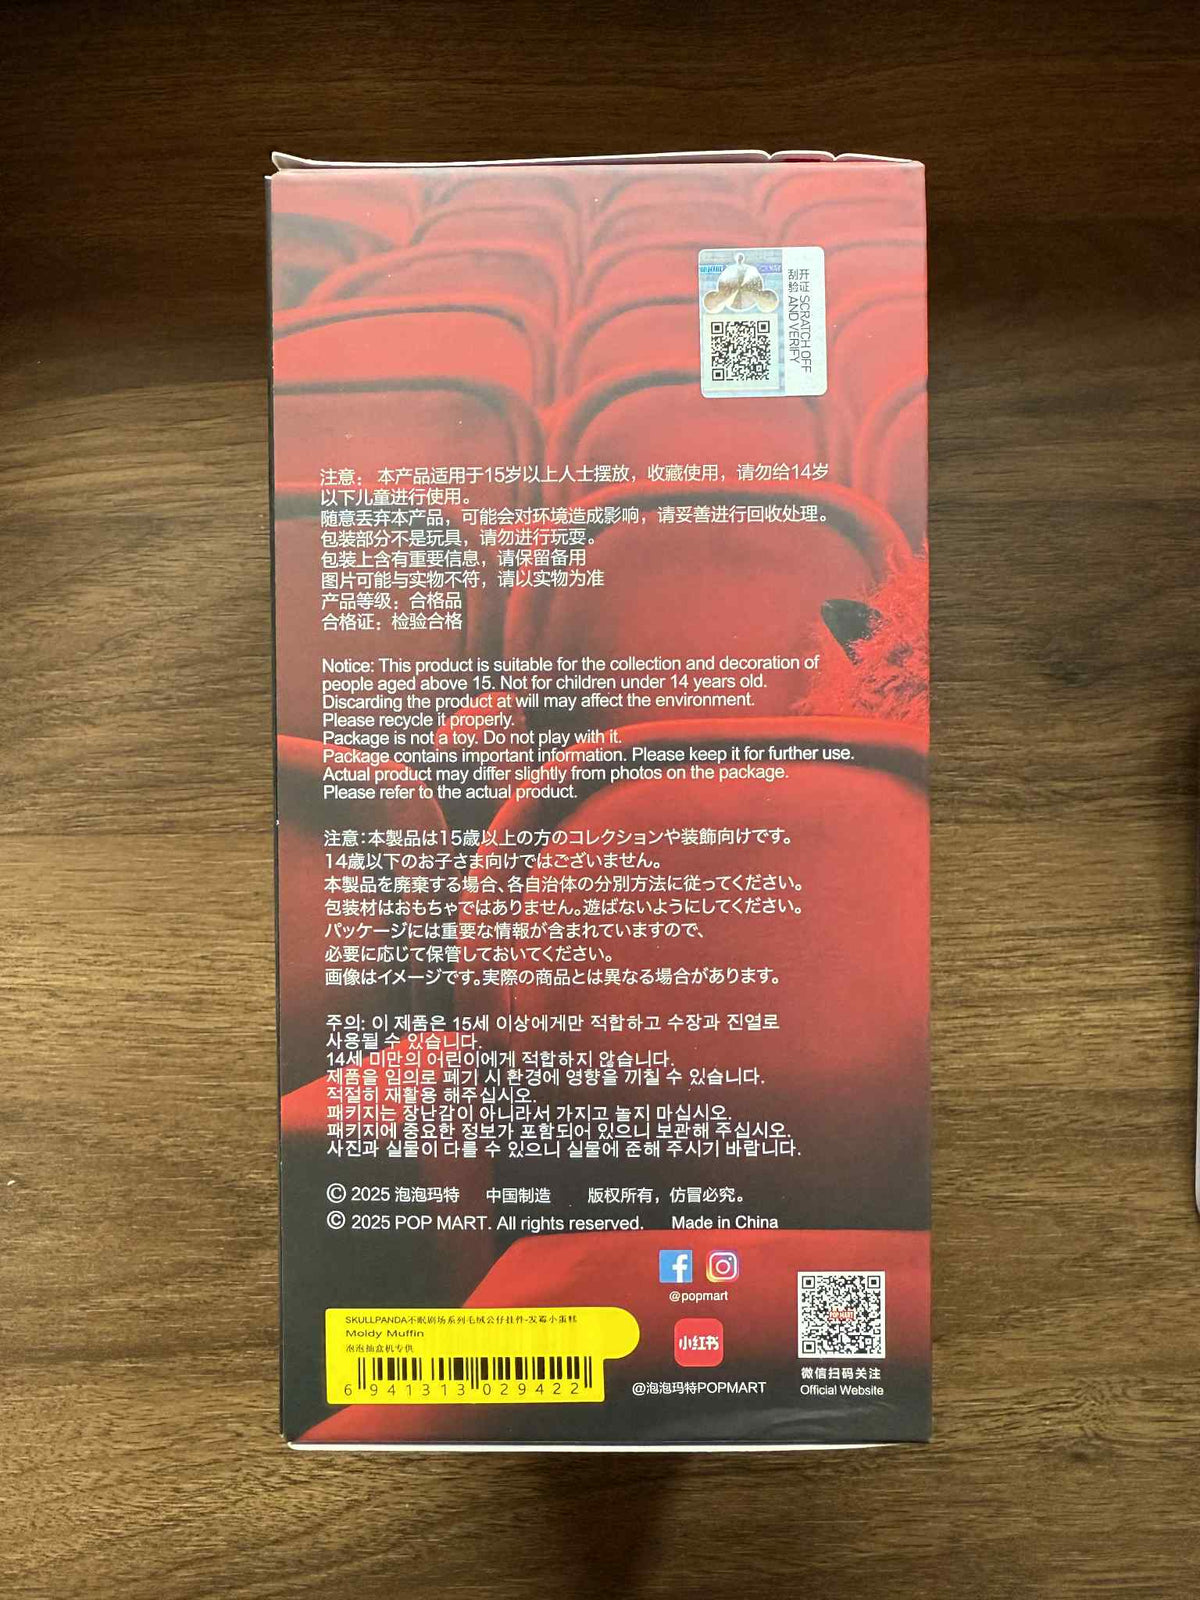 开证 SCRATCH OFF
刮验 AND VERIFY
注意： 本产品适用于15岁以上人士摆放，收藏使用，请勿给14岁
以下儿童进行使用。
随意丢弃本产品，可能会对环境造成影响，请妥善进行回收处理。
包装部分不是玩具，请勿进行玩耍。
包装上含有重要信息，请保留备用
图片可能与实物不符，请以实物为准
产品等级：合格品
合格证：检验合格
Notice: This product is suitable for the collection and decoration of
people aged above 15. Not for children under 14 years old.
Discarding the product at will may affect the environment.
Please recycle it properly.
Package is not a toy. Do not play with it.
Package contains important information. Please keep it for further use.
Actual product may differ slightly from photos on the package.
Please refer to the actual product.
注意：本製品は15歳以上の方のコレクションや装飾向けです。
14歳以下のお子さま向けではございません。
本製品を廃棄する場合、各自治体の分別方法に従ってください。
包装材はおもちゃではありません。遊ばないようにしてください。
パッケージには重要な情報が含まれていますので、
必要に応じて保管しておいてください。
画像はイメージです。実際の商品とは異なる場合があります。
주의: 이 제품은 15세 이상에게만 적합하고 수장과 진열로
사용될 수 있습니다.
14세 미만의 어린이에게 적합하지 않습니다.
제품을 임의로 폐기 시 환경에 영향을 끼칠 수 있습니다.
적절히 재활용 해주십시오.
패키지는 장난감이 아니라서 가지고 놀지 마십시오.
패키지에 중요한 정보가 포함되어 있으니 보관해 주십시오.
사진과 실물이 다를 수 있으니 실물에 준해 주시기 바랍니다.
© 2025 泡泡玛特 中国制造 版权所有，仿冒必究。
© 2025 POP MART. All rights reserved. Made in China
@popmart
小红书
@泡泡玛特POPMART
POP MART
微信扫码关注
Official Website
SKULLPANDA不眠剧场系列毛绒公仔挂件-发霉小蛋糕
Moldy Muffin
泡泡抽盒机专供
6 941313 029422